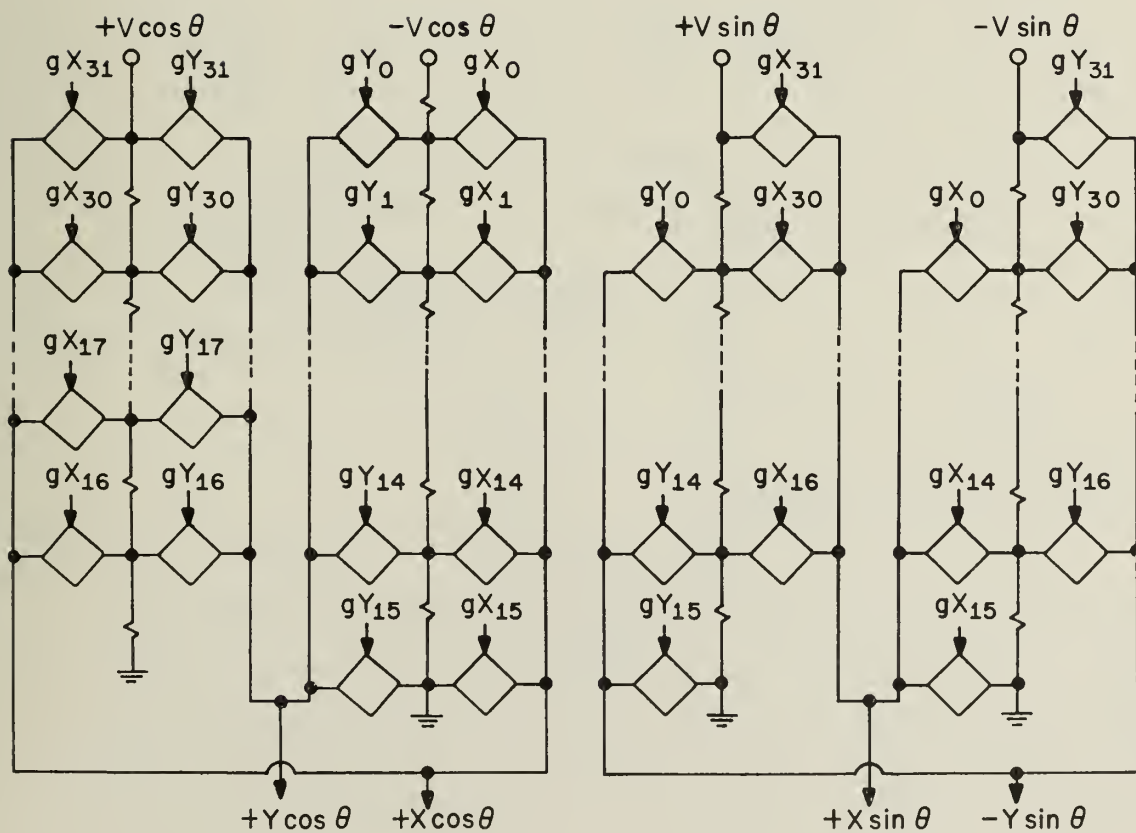 +V cos θ -V cos θ +V sin θ -V sin θ
gX31 gY31 gY0 gX0 gX31 gY31
gX30 gY30 gY1 gX1 gY0 gX30 gX0 gY30
gX17 gY17
gX16 gY16 gY14 gX14 gY14 gX16 gX14 gY16
gY15 gX15 gY15 gX15
+Y cos θ +X cos θ +X sin θ -Y sin θ